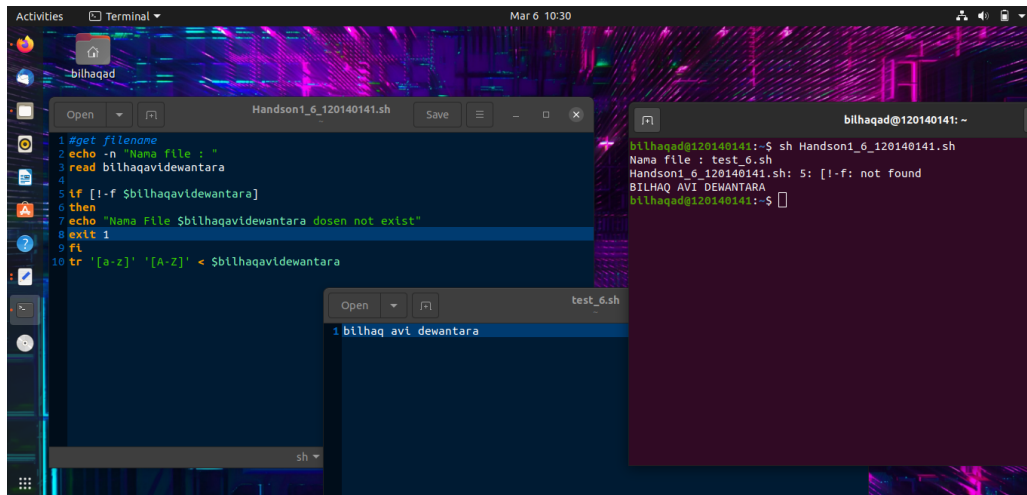 Activities Terminal Mar 6 10:30
bilhaqad
Open Handson1_6_120140141.sh Save
~
1 #get filename
2 echo -n "Nama file : "
3 read bilhaqavidewantara
4
5 if [!-f $bilhaqavidewantara]
6 then
7 echo "Nama File $bilhaqavidewantara dosen not exist"
8 exit 1
9 fi
10 tr '[a-z]' '[A-Z]' < $bilhaqavidewantara
sh
Open test_6.sh
~
1 bilhaq avi dewantara
bilhaqad@120140141: ~
bilhaqad@120140141:~$ sh Handson1_6_120140141.sh
Nama file : test_6.sh
Handson1_6_120140141.sh: 5: [!-f: not found
BILHAQ AVI DEWANTARA
bilhaqad@120140141:~$